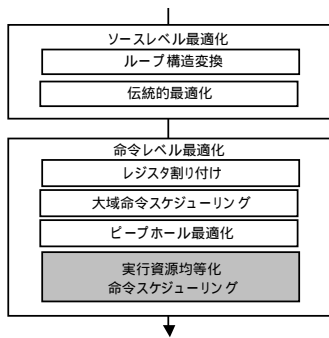 ソースレベル最適化
ループ構造変換
伝統的最適化
命令レベル最適化
レジスタ割り付け
大域命令スケジューリング
ピープホール最適化
実行資源均等化
命令スケジューリング